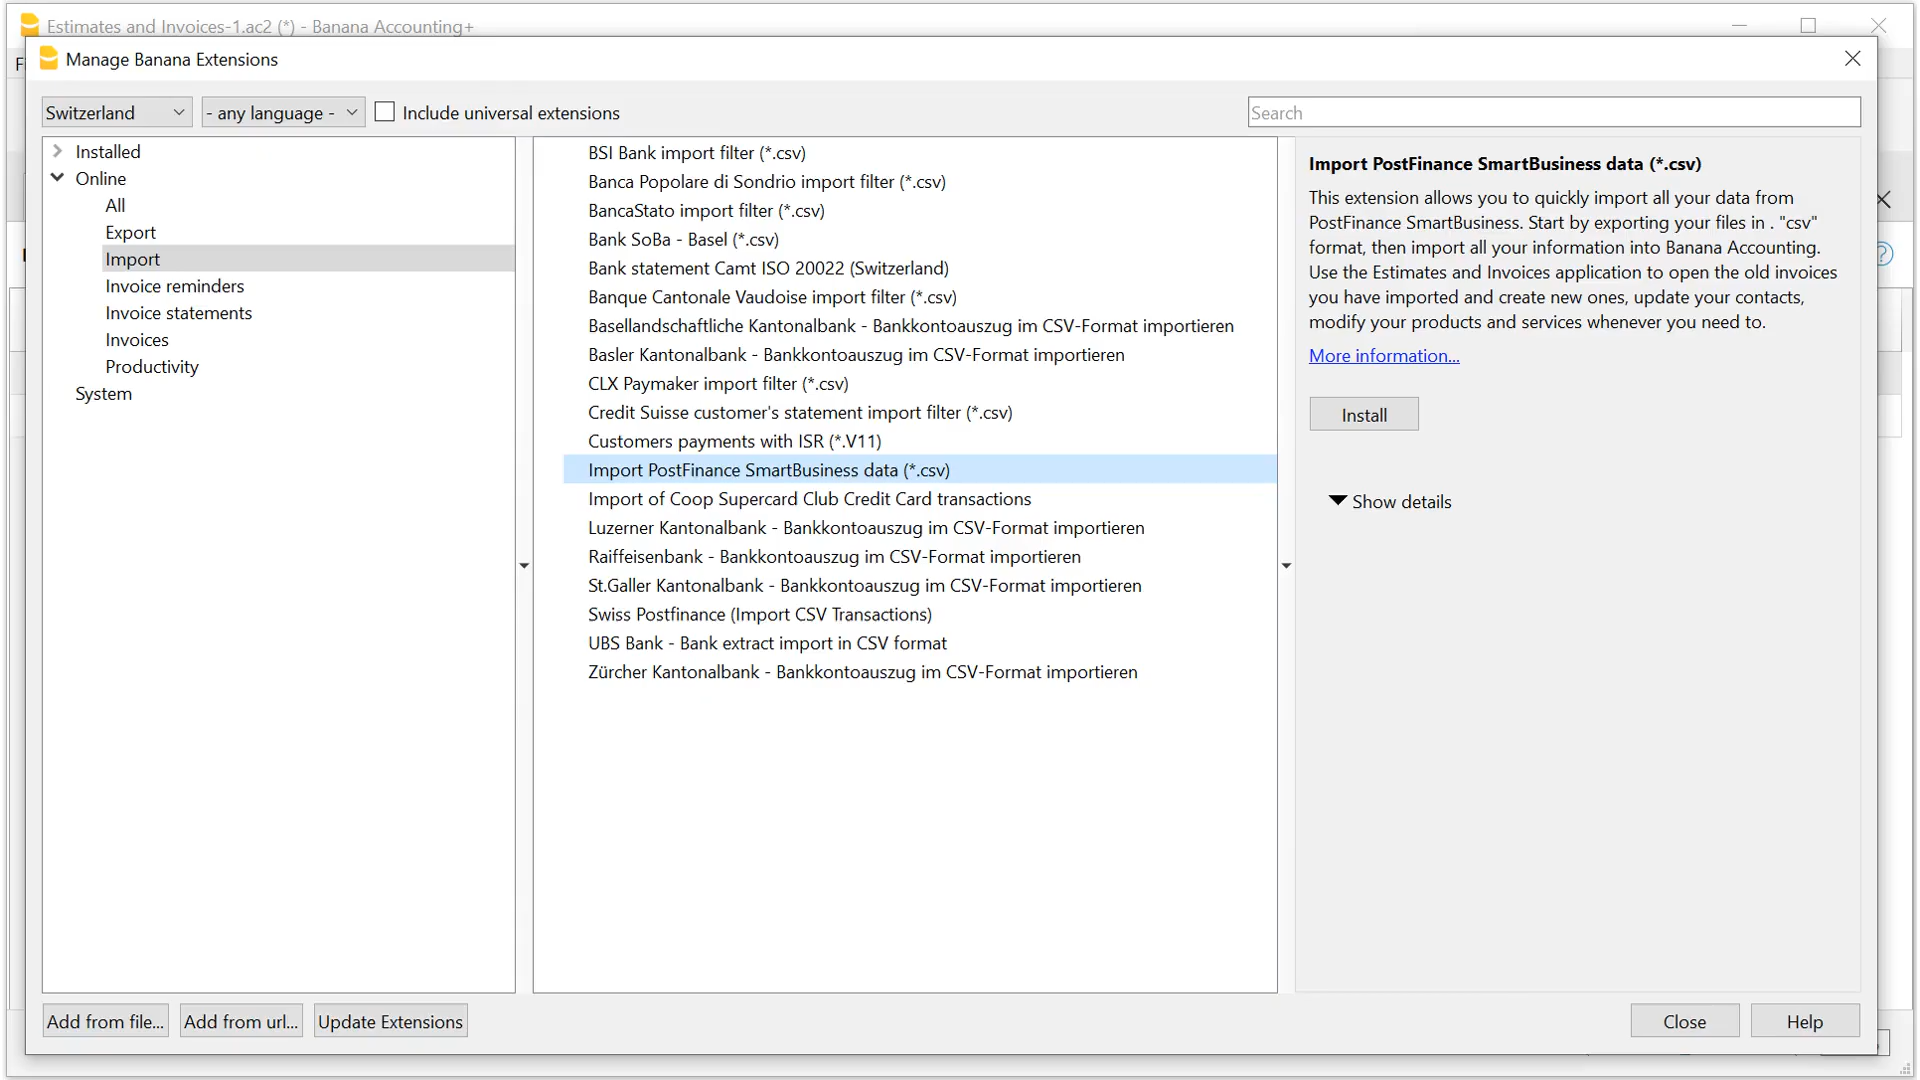 Estimates and Invoices-1.ac2 (*) - Banana Accounting+
Manage Banana Extensions
Switzerland
- any language -
Include universal extensions
Search
Installed
Online
All
Export
Import
Invoice reminders
Invoice statements
Invoices
Productivity
System
BSI Bank import filter (*.csv)
Banca Popolare di Sondrio import filter (*.csv)
BancaStato import filter (*.csv)
Bank SoBa - Basel (*.csv)
Bank statement Camt ISO 20022 (Switzerland)
Banque Cantonale Vaudoise import filter (*.csv)
Basellandschaftliche Kantonalbank - Bankkontoauszug im CSV-Format importieren
Basler Kantonalbank - Bankkontoauszug im CSV-Format importieren
CLX Paymaker import filter (*.csv)
Credit Suisse customer's statement import filter (*.csv)
Customers payments with ISR (*.V11)
Import PostFinance SmartBusiness data (*.csv)
Import of Coop Supercard Club Credit Card transactions
Luzerner Kantonalbank - Bankkontoauszug im CSV-Format importieren
Raiffeisenbank - Bankkontoauszug im CSV-Format importieren
St.Galler Kantonalbank - Bankkontoauszug im CSV-Format importieren
Swiss Postfinance (Import CSV Transactions)
UBS Bank - Bank extract import in CSV format
Zürcher Kantonalbank - Bankkontoauszug im CSV-Format importieren
Import PostFinance SmartBusiness data (*.csv)
This extension allows you to quickly import all your data from
PostFinance SmartBusiness. Start by exporting your files in . "csv"
format, then import all your information into Banana Accounting.
Use the Estimates and Invoices application to open the old invoices
you have imported and create new ones, update your contacts,
modify your products and services whenever you need to.
More information...
Install
Show details
Add from file...
Add from url...
Update Extensions
Close
Help